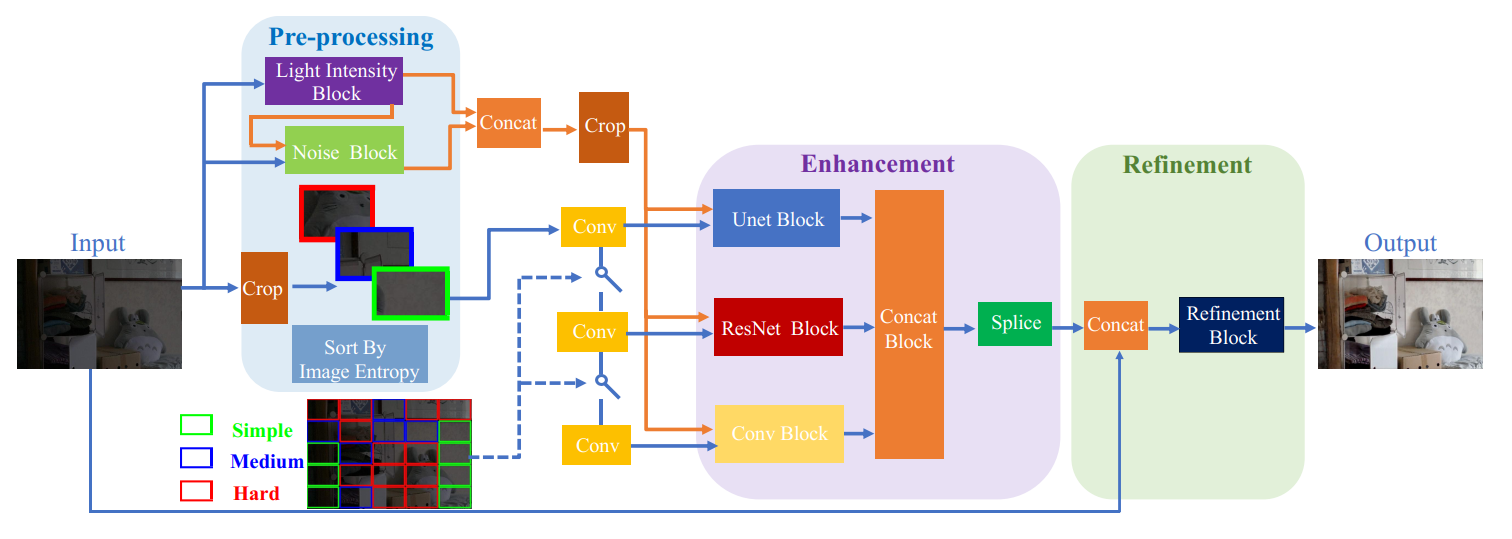 Pre-processing
Light Intensity
Block
Noise Block
Concat
Crop
Input
Crop
Sort By
Image Entropy
Simple
Medium
Hard
Conv
Conv
Conv
Enhancement
Unet Block
ResNet Block
Conv Block
Concat
Block
Splice
Refinement
Concat
Refinement
Block
Output